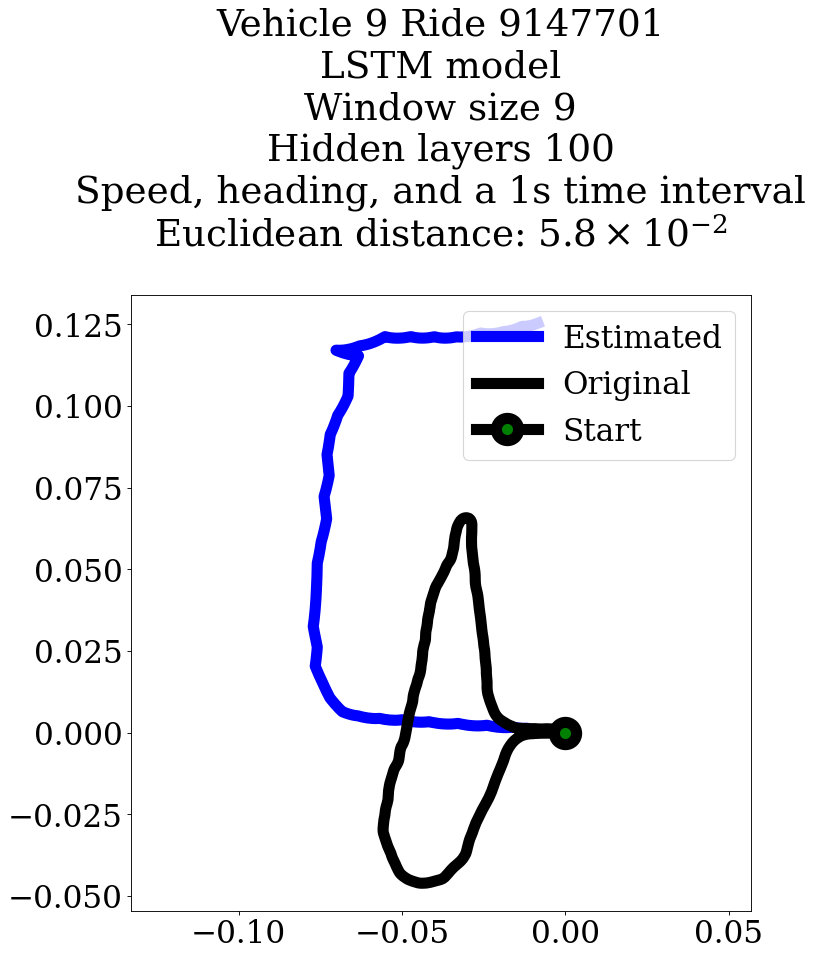 Vehicle 9 Ride 9147701
LSTM model
Window size 9
Hidden layers 100
Speed, heading, and a 1s time interval
Euclidean distance: 5.8 × 10⁻²
Estimated
Original
Start
0.125
0.100
0.075
0.050
0.025
0.000
−0.025
−0.050
−0.10 −0.05 0.00 0.05